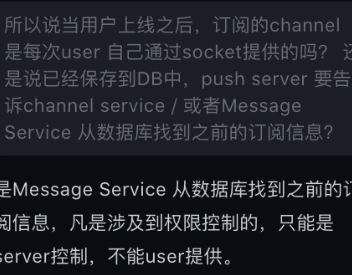 所以说当用户上线之后，订阅的channel
是每次user 自己通过socket提供的吗？ 还
是说已经保存到DB中，push server 要告
诉channel service / 或者Message
Service 从数据库找到之前的订阅信息？
是Message Service 从数据库找到之前的订
阅信息，凡是涉及到权限控制的，只能是
server控制，不能user提供。